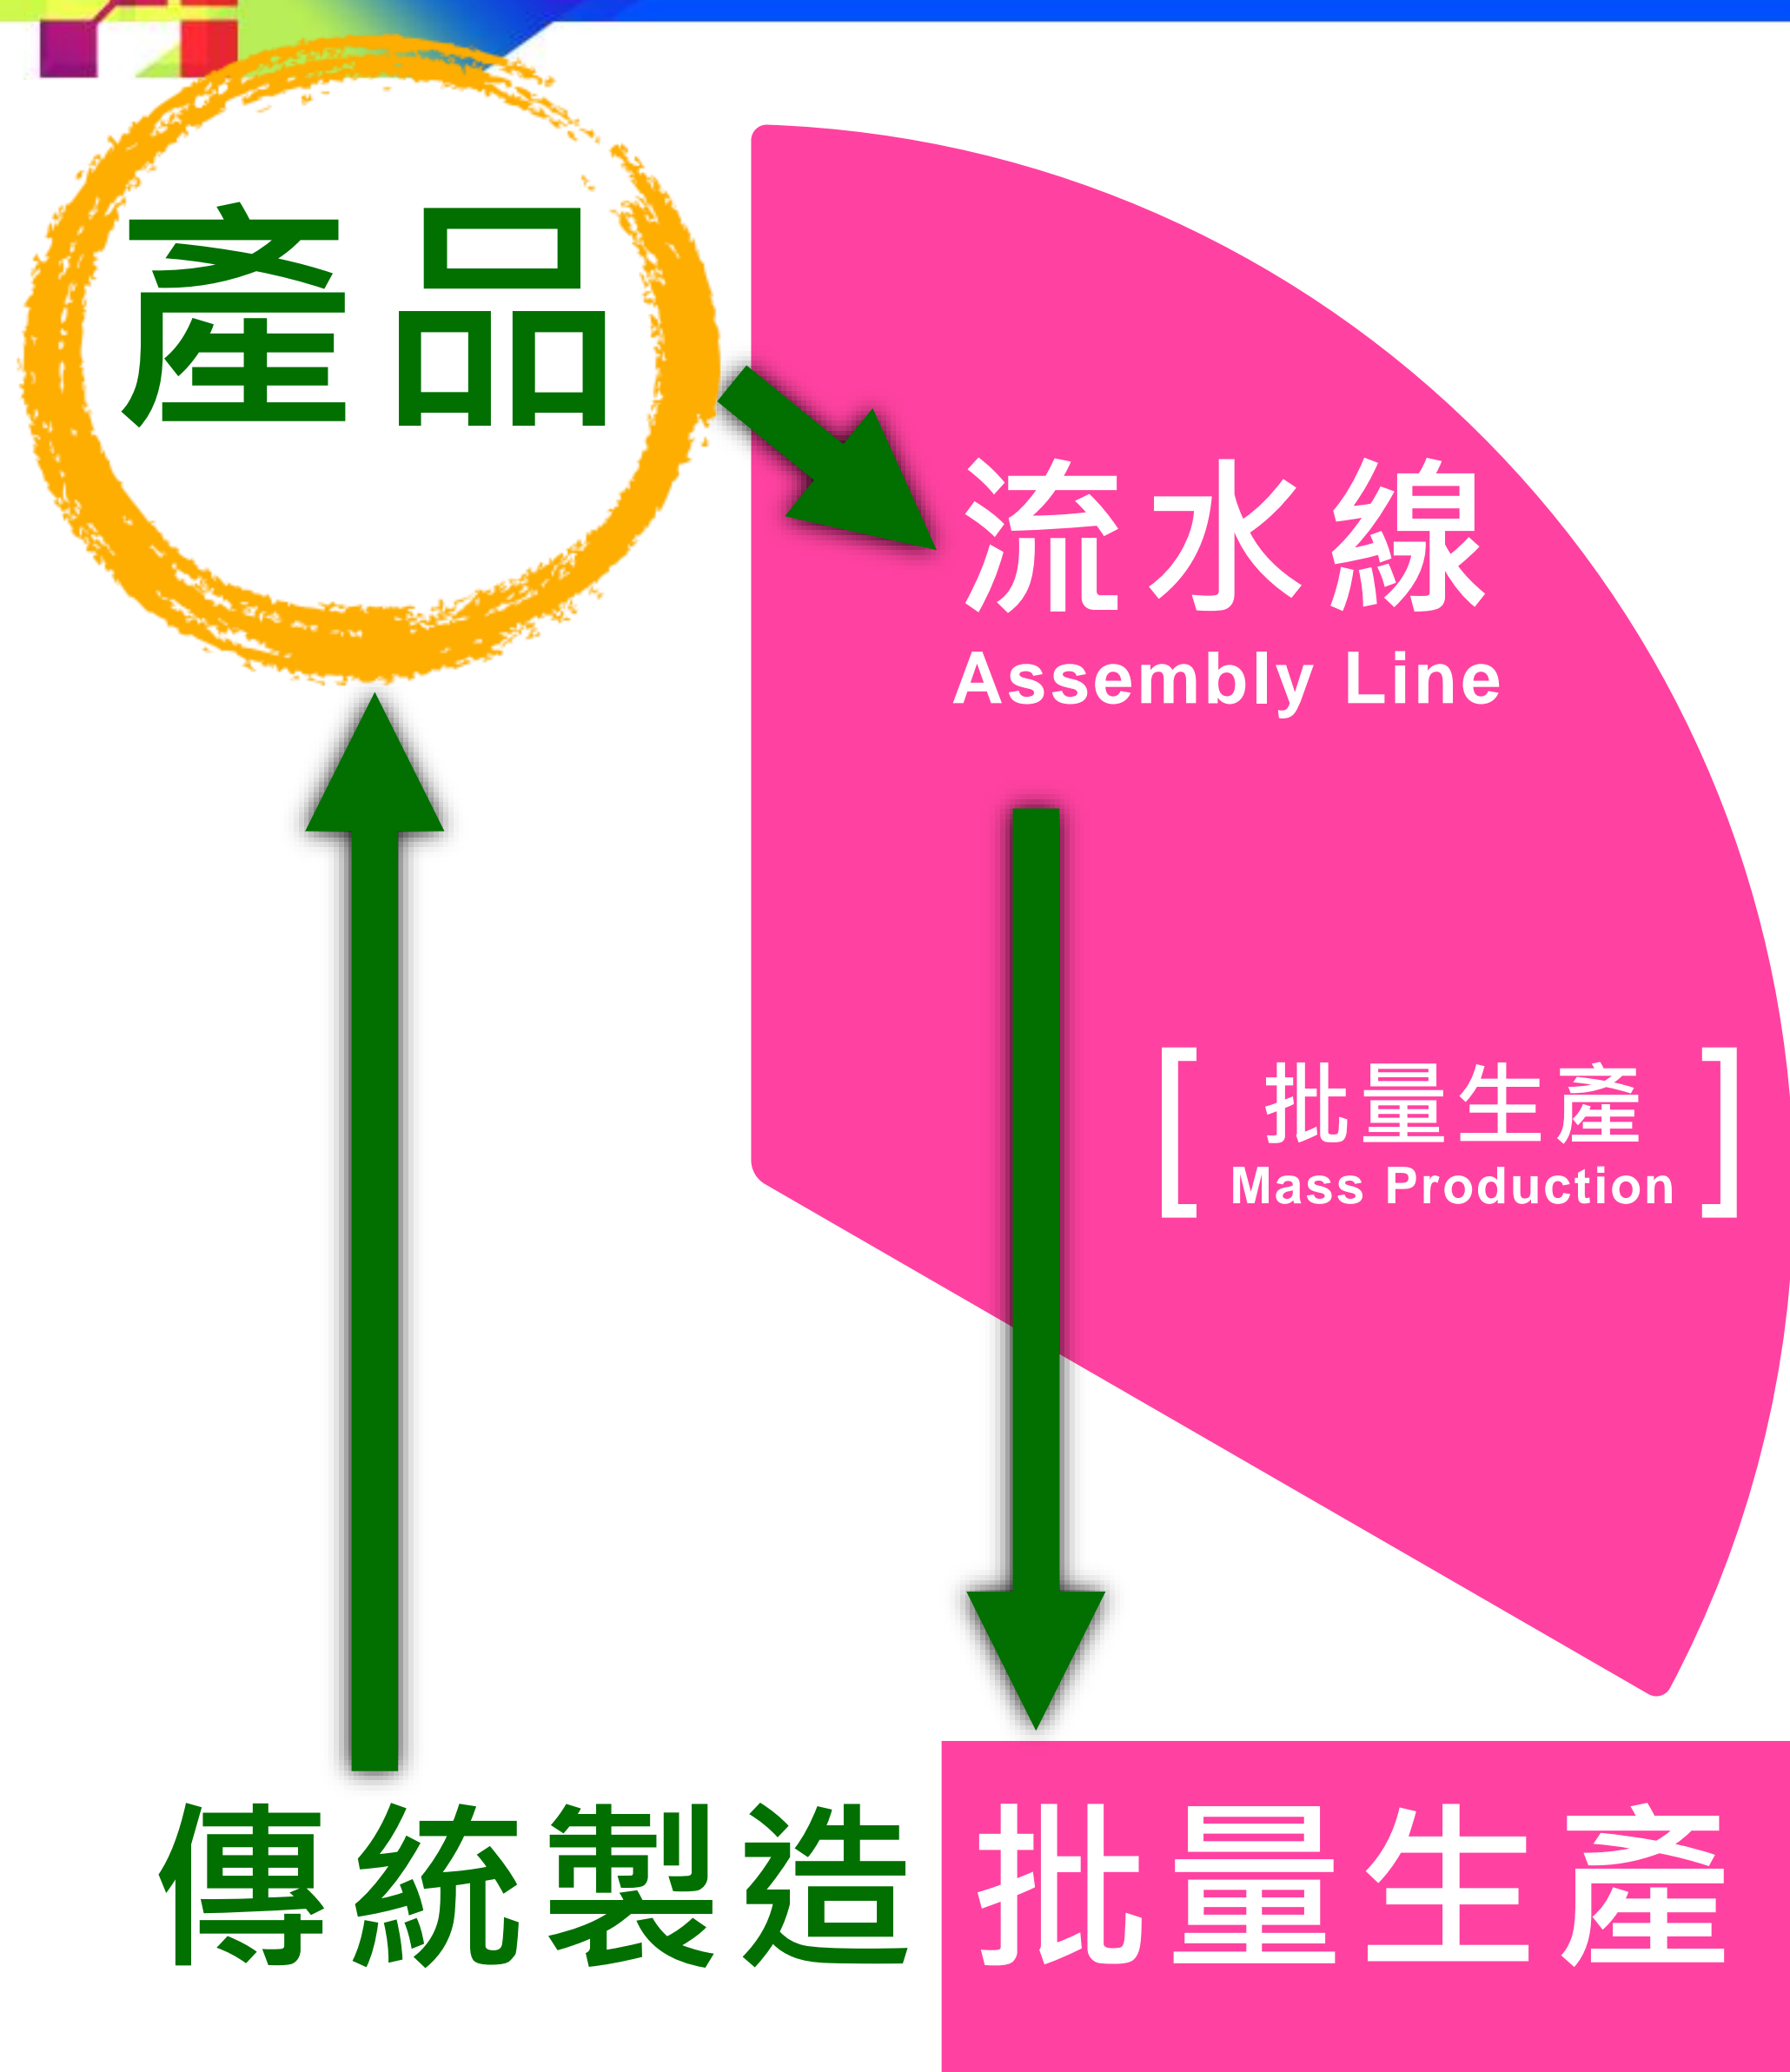 產品
流水線
Assembly Line
[ 批量生產 ]
Mass Production
傳統製造 批量生產